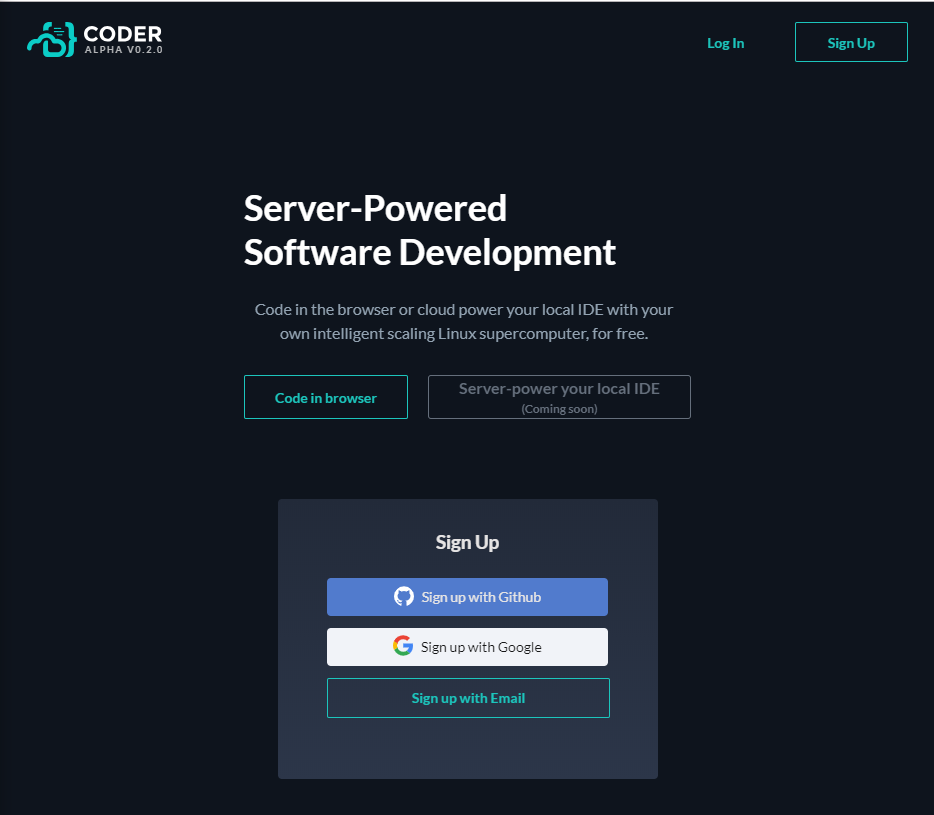 CODER
ALPHA V0.2.0
Log In
Sign Up
Server-Powered
Software Development
Code in the browser or cloud power your local IDE with your
own intelligent scaling Linux supercomputer, for free.
Code in browser
Server-power your local IDE
(Coming soon)
Sign Up
Sign up with Github
Sign up with Google
Sign up with Email